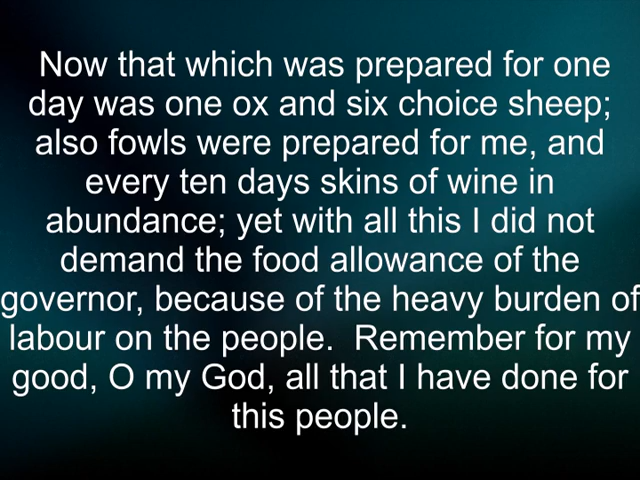 Now that which was prepared for one
day was one ox and six choice sheep;
also fowls were prepared for me, and
every ten days skins of wine in
abundance; yet with all this I did not
demand the food allowance of the
governor, because of the heavy burden of
labour on the people.  Remember for my
good, O my God, all that I have done for
this people.